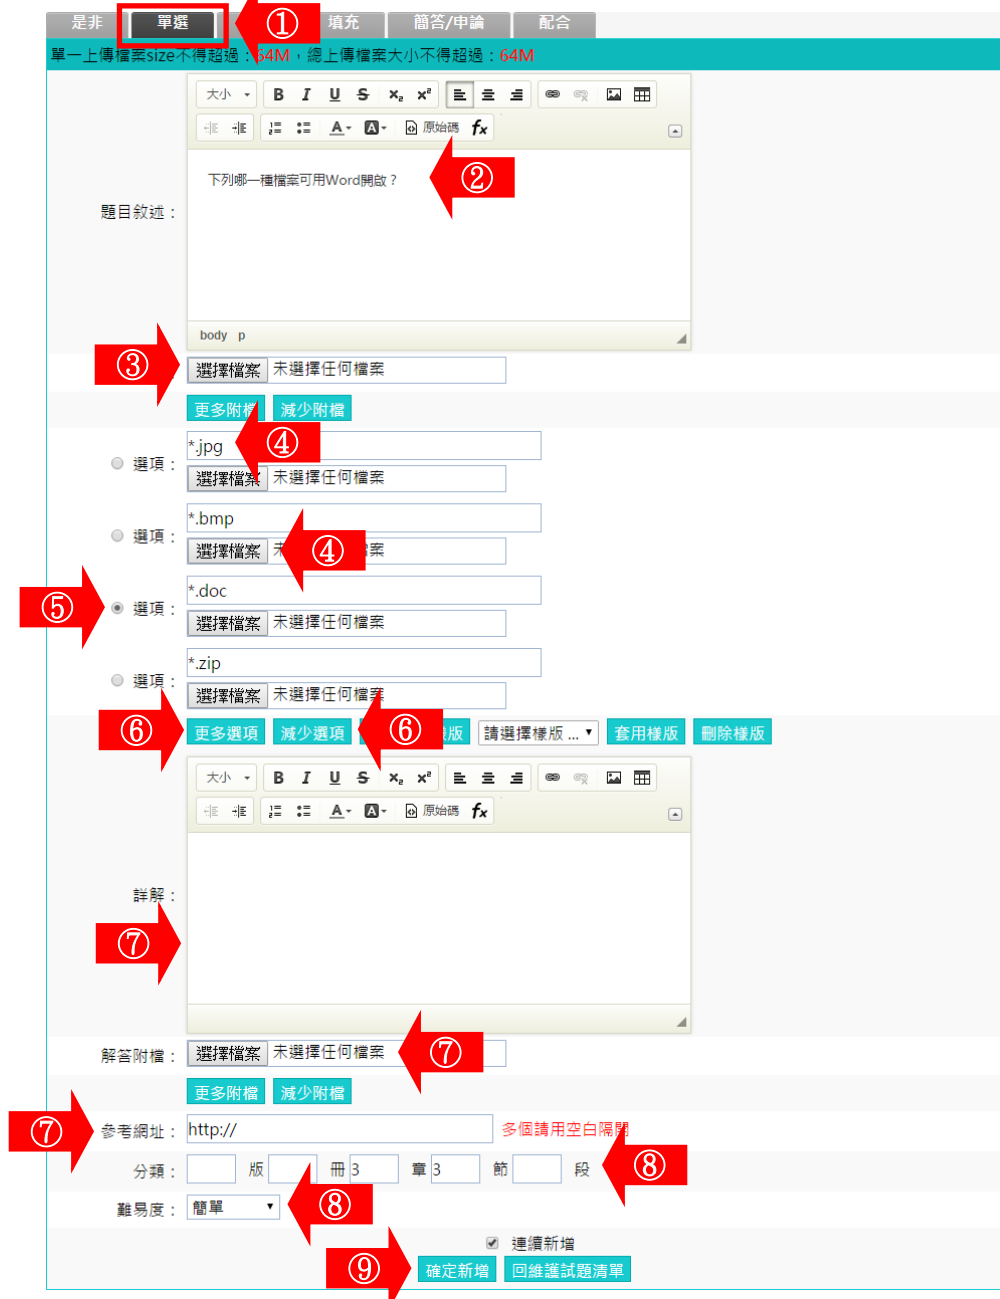 是非 單選 ① 填充 簡答/申論 配合
單一上傳檔案size不得超過：64M，總上傳檔案大小不得超過：64M
大小 B I U S x₂ x²
A A 原始碼 fx
下列哪一種檔案可用Word開啟？ ②
題目敘述：
body p
③ 選擇檔案 未選擇任何檔案
更多附檔 減少附檔
*.jpg ④
選項：
選擇檔案 未選擇任何檔案
*.bmp
選項：
選擇檔案 未 ④ 檔案
*.doc
⑤ 選項：
選擇檔案 未選擇任何檔案
*.zip
選項：
選擇檔案 未選擇任何檔案
⑥ 更多選項 減少選項 ⑥ 樣版 請選擇樣版 ... 套用樣版 刪除樣版
大小 B I U S x₂ x²
A A 原始碼 fx
詳解：
⑦
解答附檔： 選擇檔案 未選擇任何檔案 ⑦
更多附檔 減少附檔
⑦ 參考網址： http:// 多個請用空白隔開
分類： 版 冊 3 章 3 節 段 ⑧
難易度： 簡單 ⑧
連續新增
⑨ 確定新增 回維護試題清單